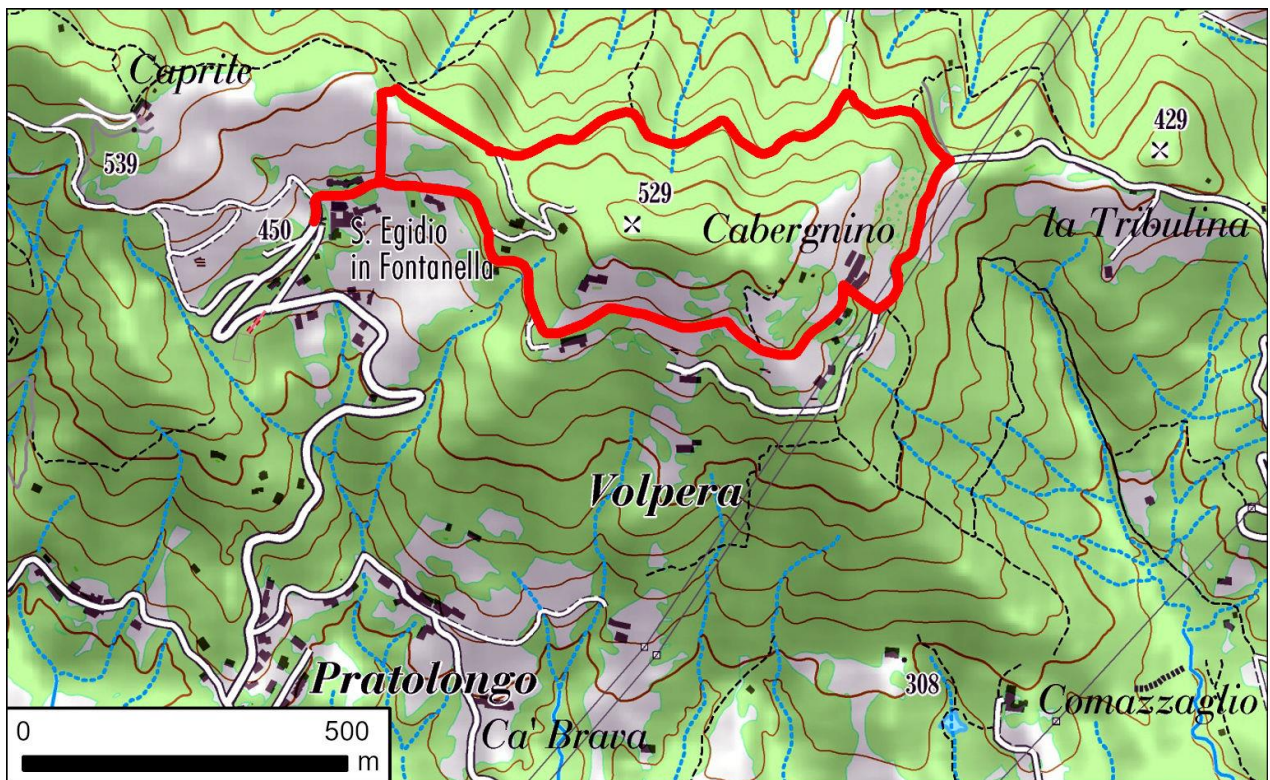 Caprile
539
429
529
450
S. Egidio
in Fontanella
Cabergnino
la Tribulina
Volpera
308
Pratolongo
Comazzaglio
Ca' Brava
0 500
m